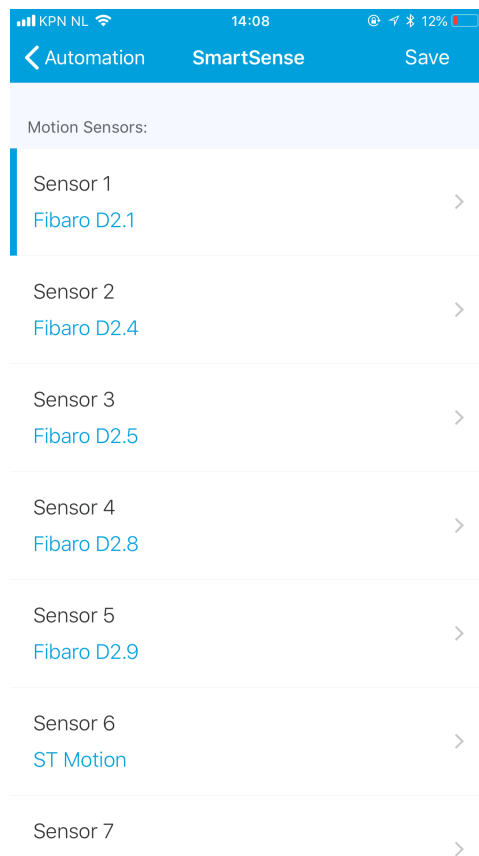 KPN NL 14:08 12%
Automation SmartSense Save
Motion Sensors:
Sensor 1
Fibaro D2.1
Sensor 2
Fibaro D2.4
Sensor 3
Fibaro D2.5
Sensor 4
Fibaro D2.8
Sensor 5
Fibaro D2.9
Sensor 6
ST Motion
Sensor 7